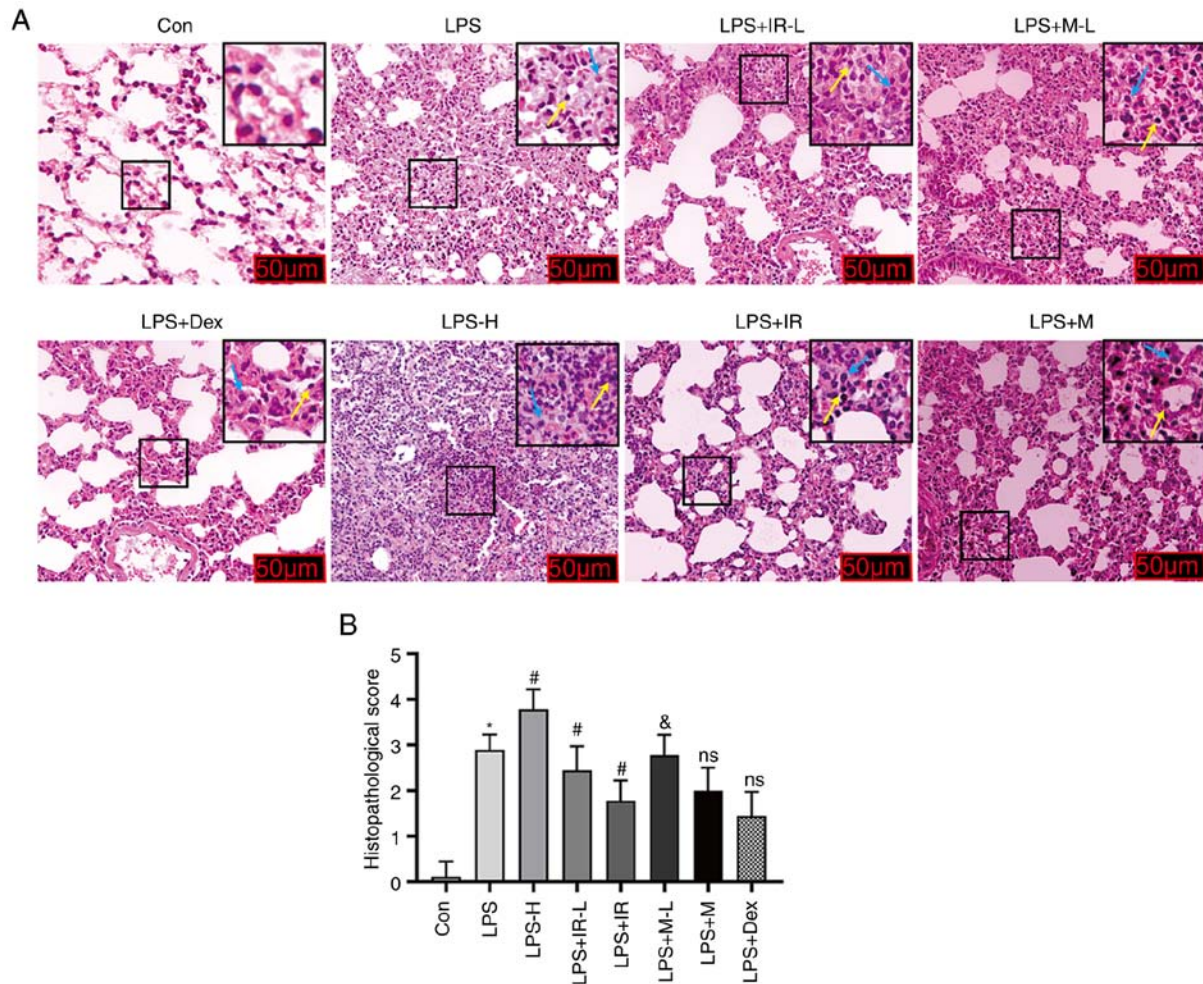 A
Con
LPS
LPS+IR-L
LPS+M-L
50µm
50µm
50µm
50µm
LPS+Dex
LPS-H
LPS+IR
LPS+M
50µm
50µm
50µm
50µm
B
Histopathological score
5
4
3
2
1
0
*
#
#
#
&
ns
ns
Con
LPS
LPS-H
LPS+IR-L
LPS+IR
LPS+M-L
LPS+M
LPS+Dex